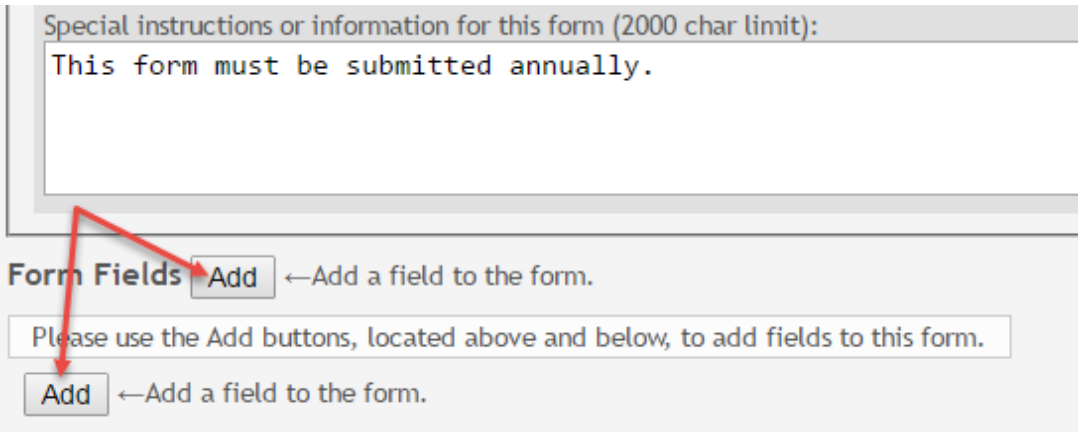 Special instructions or information for this form (2000 char limit):
This form must be submitted annually.
Form Fields Add ←Add a field to the form.
Please use the Add buttons, located above and below, to add fields to this form.
Add ←Add a field to the form.